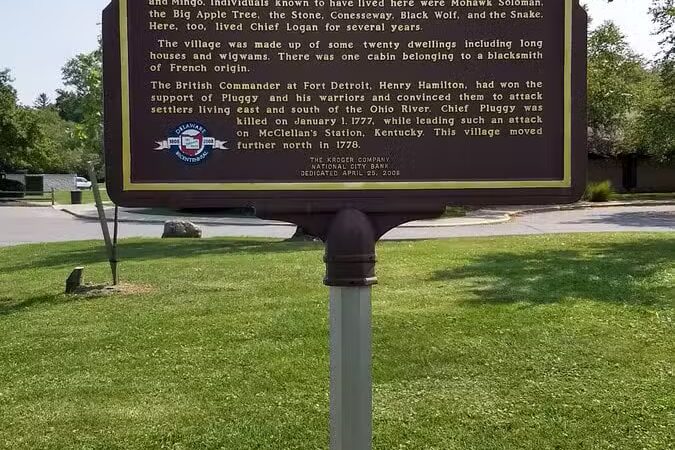 and Mingo. Individuals known to have lived here were Mohawk Soloman,
the Big Apple Tree, the Stone, Conesseway, Black Wolf, and the Snake.
Here, too, lived Chief Logan for several years.
The village was made up of some twenty dwellings including long
houses and wigwams. There was one cabin belonging to a blacksmith
of French origin.
The British Commander at Fort Detroit, Henry Hamilton, had won the
support of Pluggy and his warriors and convinced them to attack
settlers living east and south of the Ohio River. Chief Pluggy was
killed on January 1, 1777, while leading such an attack
on McClellan's Station, Kentucky. This village moved
further north in 1778.
DELAWARE
1808 2008
BICENTENNIAL
THE KROGER COMPANY
NATIONAL CITY BANK
DEDICATED APRIL 25, 2008